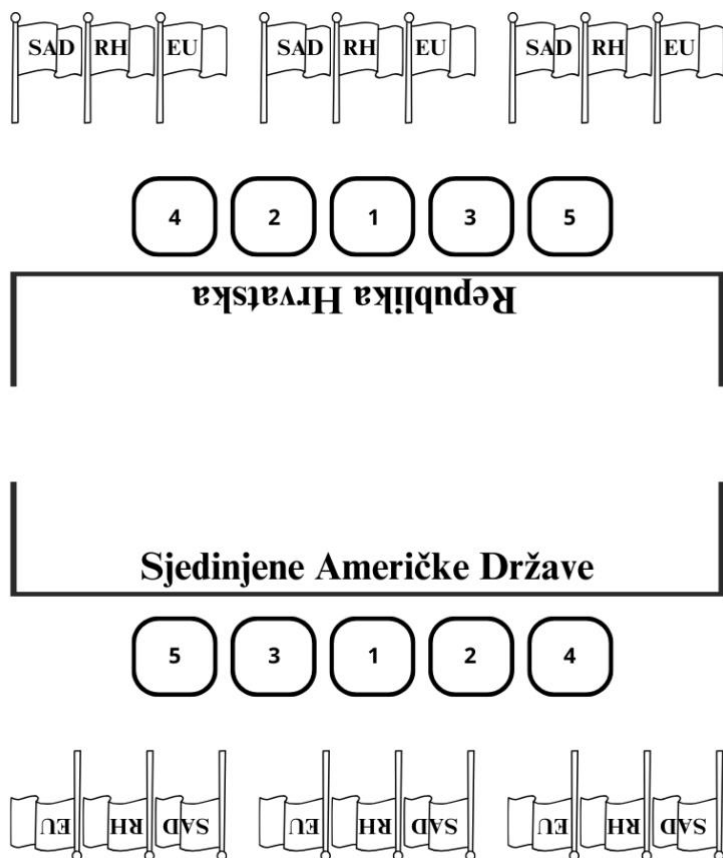 SAD RH EU SAD RH EU SAD RH EU
4 2 1 3 5
Republika Hrvatska
Sjedinjene Američke Države
5 3 1 2 4
EU RH SAD EU RH SAD EU RH SAD